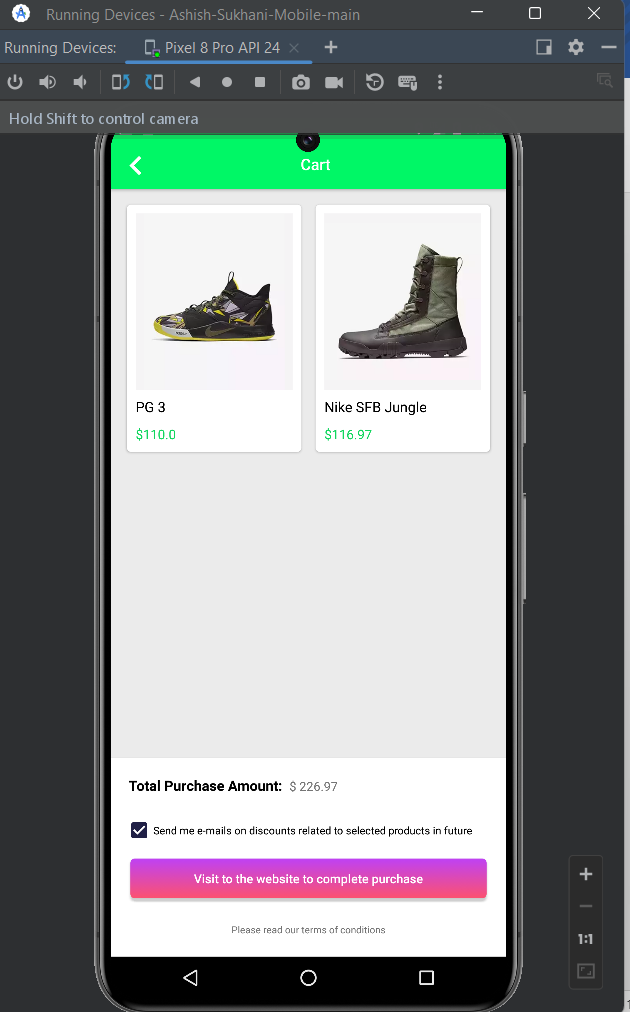 Running Devices - Ashish-Sukhani-Mobile-main
Running Devices: Pixel 8 Pro API 24
Hold Shift to control camera
Cart
PG 3
$110.0
Nike SFB Jungle
$116.97
Total Purchase Amount: $ 226.97
Send me e-mails on discounts related to selected products in future
Visit to the website to complete purchase
Please read our terms of conditions
1:1